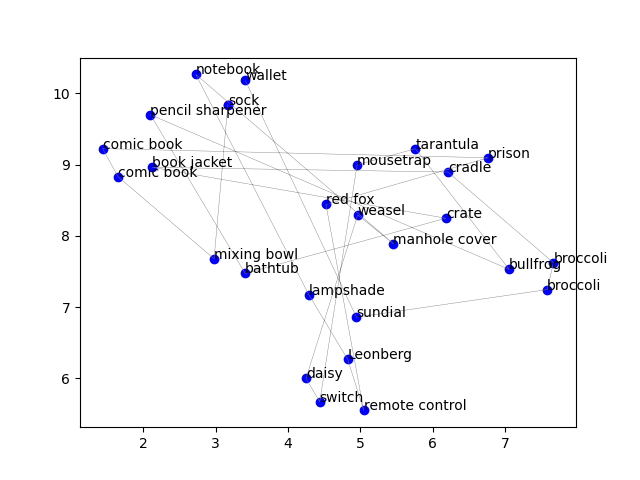 notebook
wallet
10
sock
pencil sharpener
comic book
tarantula
prison
9
book jacket
mousetrap
cradle
comic book
red fox
weasel
crate
8
manhole cover
mixing bowl
bathtub
bullfrog
broccoli
broccoli
lampshade
7
sundial
Leonberg
6
daisy
switch
remote control
2 3 4 5 6 7